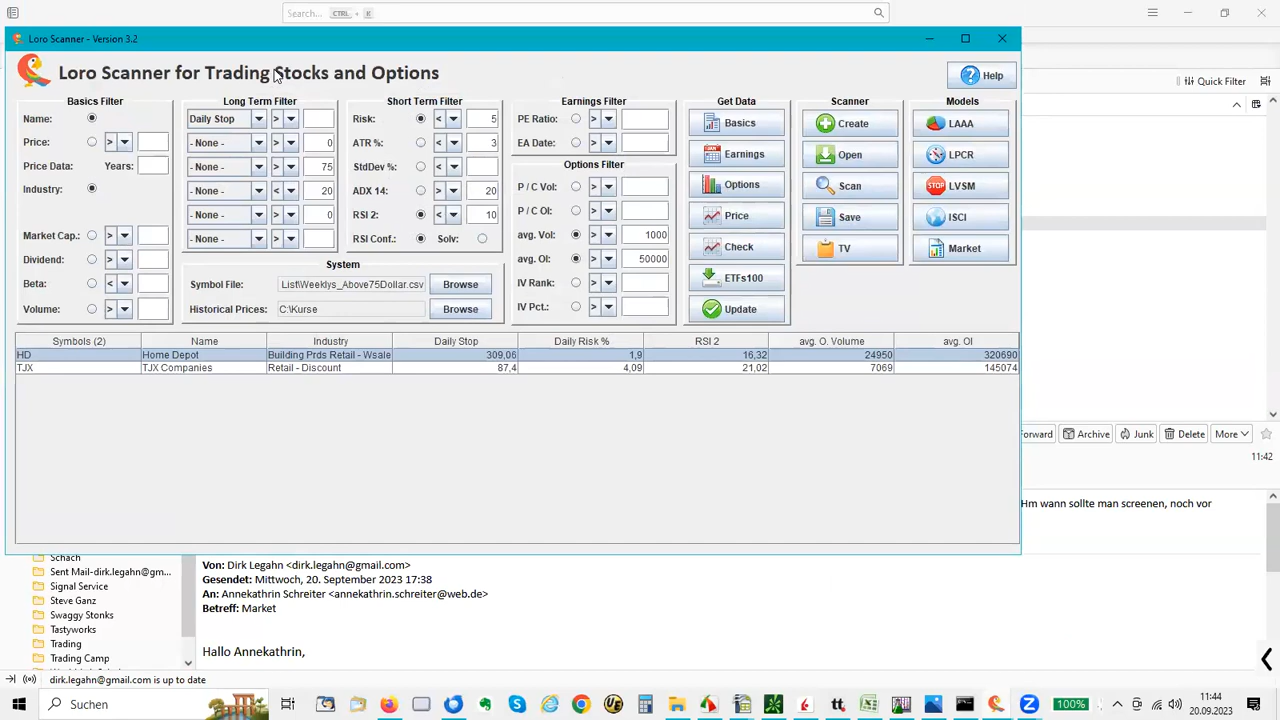 Search... CTRL + K
Loro Scanner - Version 3.2
Loro Scanner for Trading Stocks and Options
Help
Quick Filter
Basics Filter
Name:
Price: >
Price Data: Years:
Industry:
Market Cap.: >
Dividend: >
Beta: <
Volume: >
Long Term Filter
Daily Stop >
- None - > 0
- None - > 75
- None - > 20
- None - > 0
- None - >
Short Term Filter
Risk: < 5
ATR %: < 3
StdDev %: <
ADX 14: < 20
RSI 2: < 10
RSI Conf.: Solv:
System
Symbol File: List\Weeklys_Above75Dollar.csv Browse
Historical Prices: C:\Kurse Browse
Earnings Filter
PE Ratio: >
EA Date: >
Options Filter
P / C Vol: >
P / C OI: >
avg. Vol: > 1000
avg. OI: > 50000
IV Rank: >
IV Pct.: >
Get Data
Basics
Earnings
Options
Price
Check
ETFs100
Update
Scanner
Create
Open
Scan
Save
TV
Models
LAAA
LPCR
STOP LVSM
ISCI
Market
Symbols (2) Name Industry Daily Stop Daily Risk % RSI 2 avg. O. Volume avg. OI
HD Home Depot Building Prds Retail - Wsale 309,06 1,9 16,32 24950 320690
TJX TJX Companies Retail - Discount 87,4 4,09 21,02 7069 145074
orward Archive Junk Delete More
11:42
Hm wann sollte man screenen, noch vor
Schach
Sent Mail-dirk.legahn@gm...
Signal Service
Steve Ganz
Swaggy Stonks
Tastyworks
Trading
Trading Camp
Von: Dirk Legahn <dirk.legahn@gmail.com>
Gesendet: Mittwoch, 20. September 2023 17:38
An: Annekathrin Schreiter <annekathrin.schreiter@web.de>
Betreff: Market
Hallo Annekathrin,
dirk.legahn@gmail.com is up to date
Suchen
tt
100%
11:44
20.09.2023